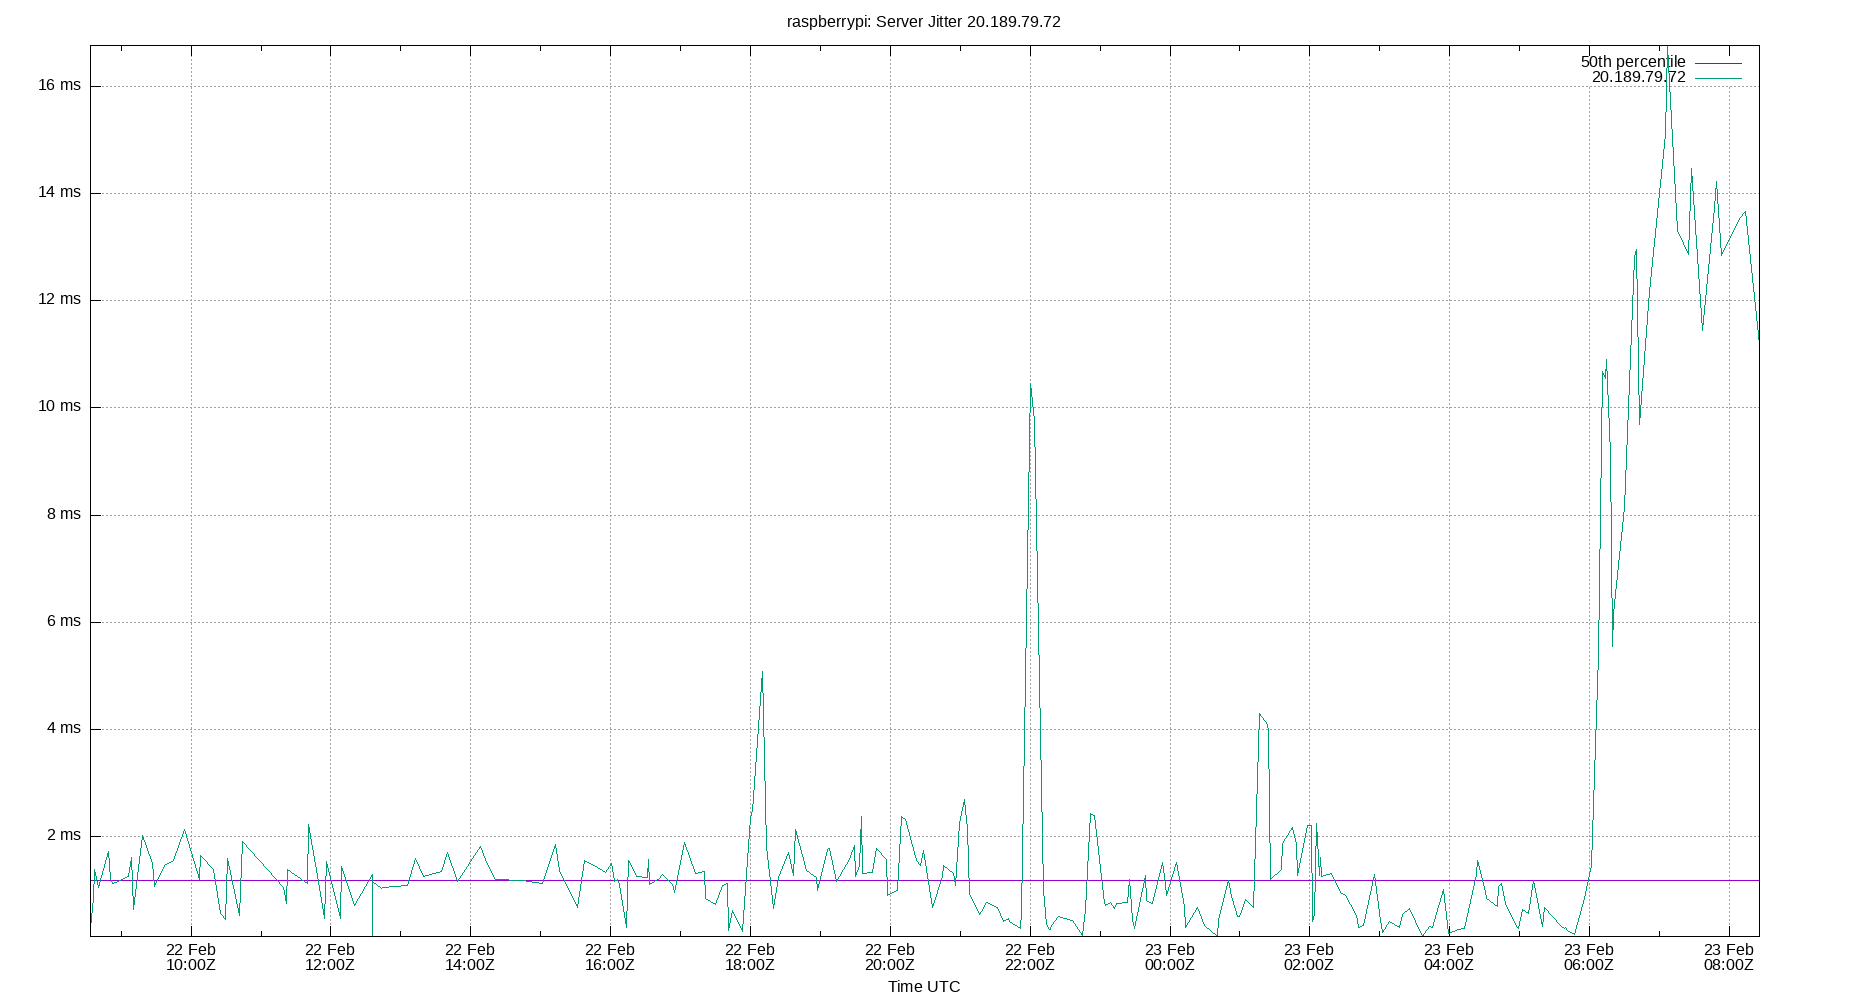 raspberrypi: Server Jitter 20.189.79.72
50th percentile
20.189.79.72
16 ms
14 ms
12 ms
10 ms
8 ms
6 ms
4 ms
2 ms
22 Feb 22 Feb 22 Feb 22 Feb 22 Feb 22 Feb 22 Feb 23 Feb 23 Feb 23 Feb 23 Feb 23 Feb
10:00Z 12:00Z 14:00Z 16:00Z 18:00Z 20:00Z 22:00Z 00:00Z 02:00Z 04:00Z 06:00Z 08:00Z
Time UTC